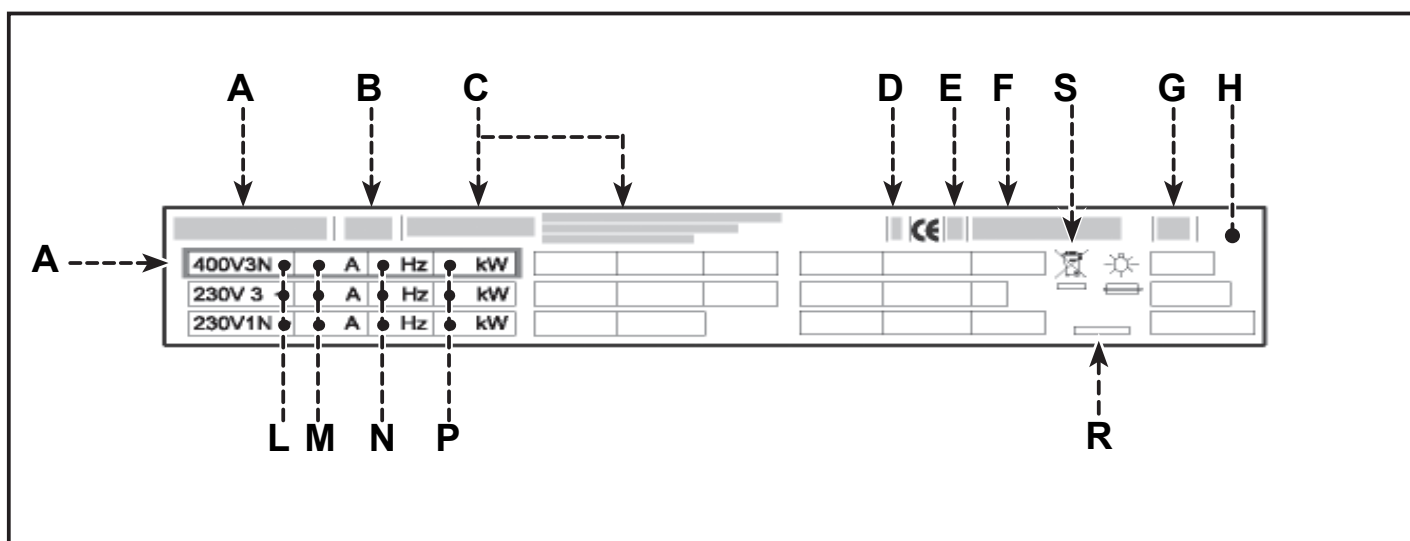 A B C D E F S G H
CE
A 400V3N A Hz kW
230V 3 A Hz kW
230V1N A Hz kW
L M N P R